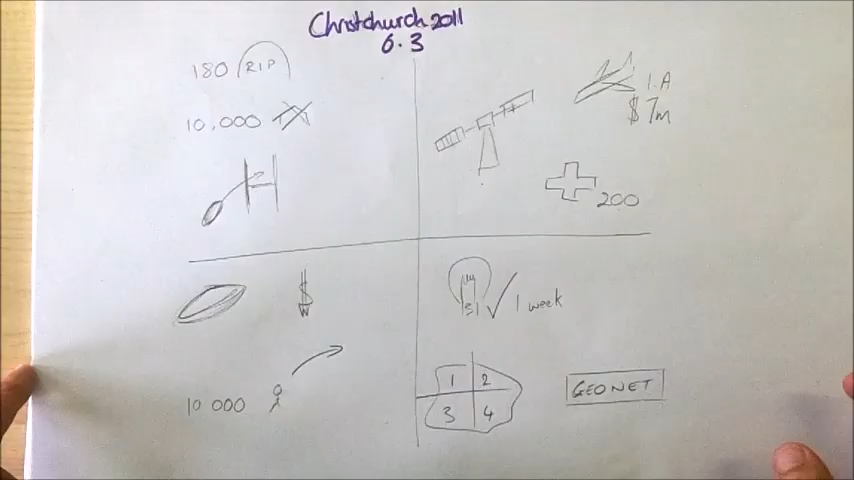 Christchurch 2011
6.3
180 RIP
10,000
I.A
$ 7m
200
$
1 week
10 000
1 2
3 4
GEONET